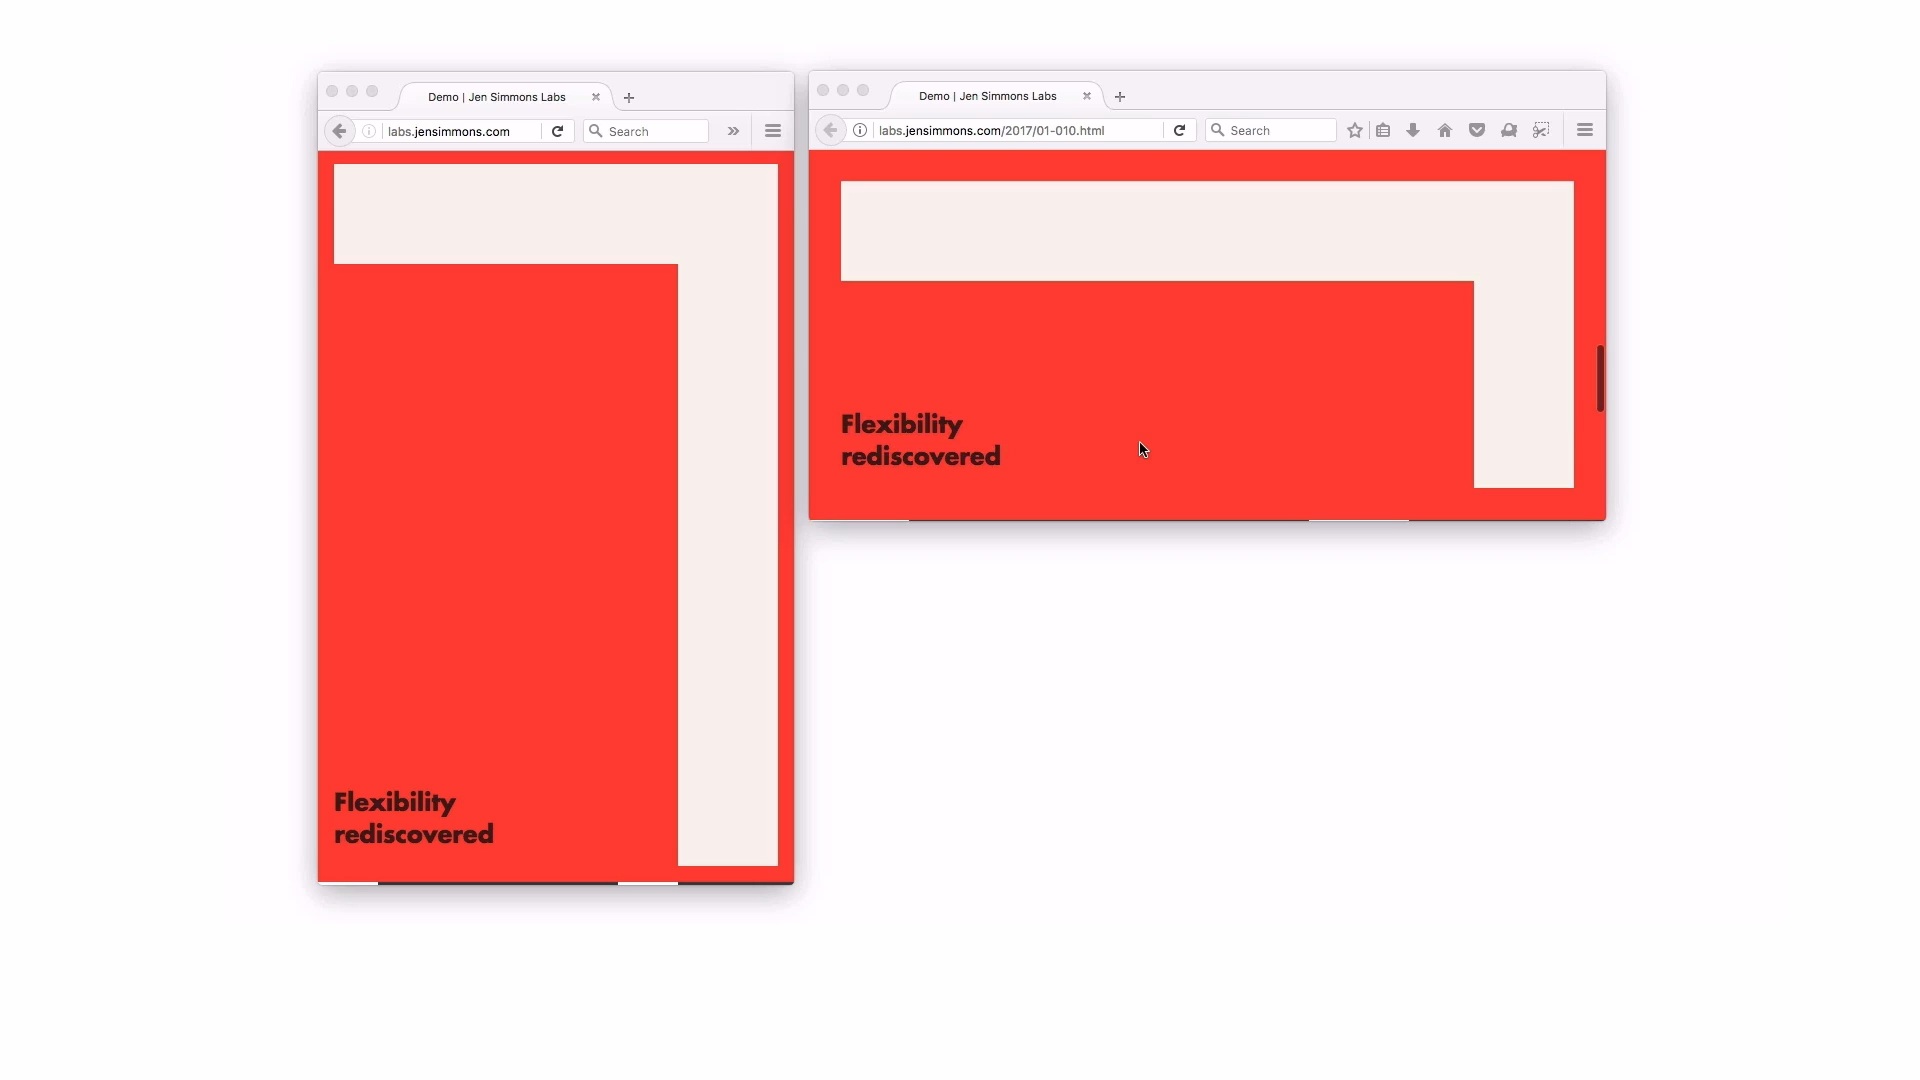 Demo | Jen Simmons Labs
labs.jensimmons.com
Search
Flexibility
rediscovered
Demo | Jen Simmons Labs
labs.jensimmons.com/2017/01-010.html
Search
Flexibility
rediscovered